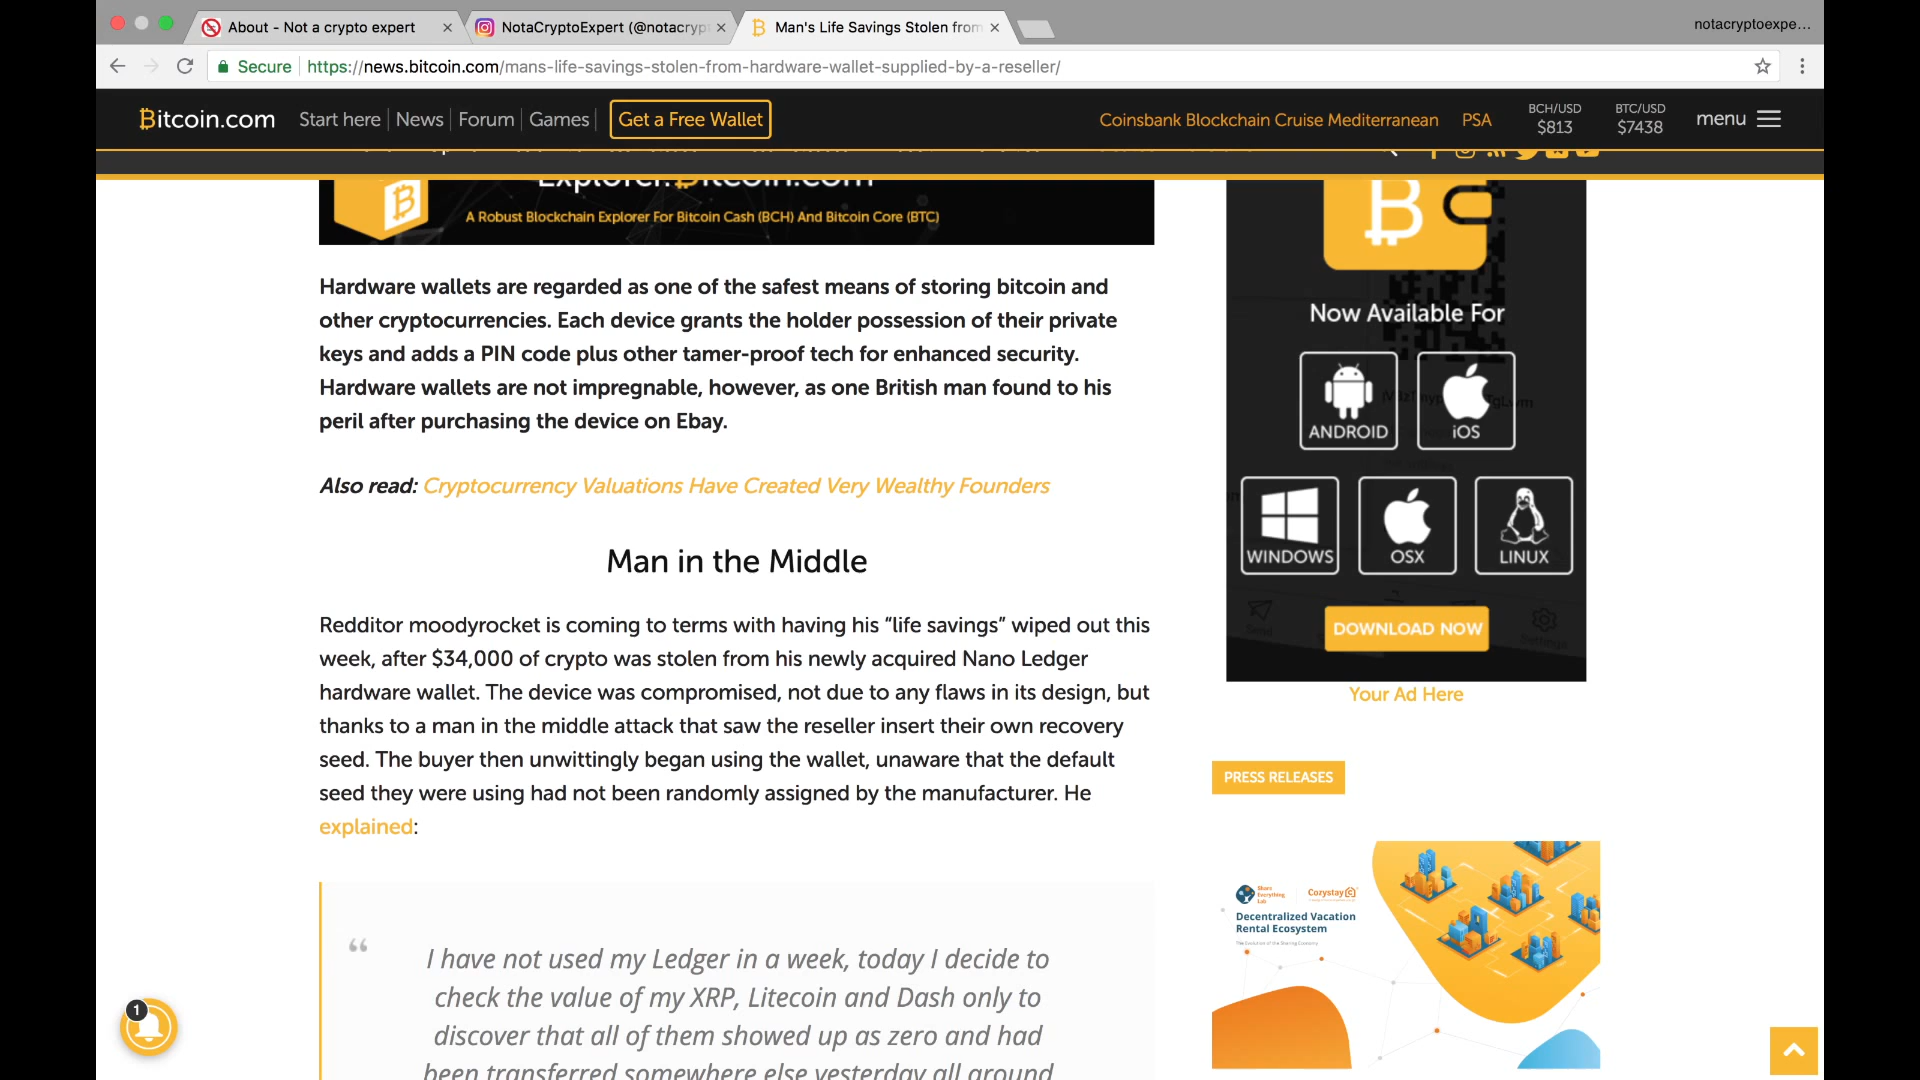 About - Not a crypto expert
NotaCryptoExpert (@notacryp
Man's Life Savings Stolen from
notacryptoexpe...
Secure
https://news.bitcoin.com/mans-life-savings-stolen-from-hardware-wallet-supplied-by-a-reseller/
Bitcoin.com
Start here
News
Forum
Games
Get a Free Wallet
Coinsbank Blockchain Cruise Mediterranean
PSA
BCH/USD
$813
BTC/USD
$7438
menu
Explorer.Bitcoin.com
A Robust Blockchain Explorer For Bitcoin Cash (BCH) And Bitcoin Core (BTC)
Hardware wallets are regarded as one of the safest means of storing bitcoin and
other cryptocurrencies. Each device grants the holder possession of their private
keys and adds a PIN code plus other tamer-proof tech for enhanced security.
Hardware wallets are not impregnable, however, as one British man found to his
peril after purchasing the device on Ebay.
Also read: Cryptocurrency Valuations Have Created Very Wealthy Founders
Man in the Middle
Redditor moodyrocket is coming to terms with having his “life savings” wiped out this
week, after $34,000 of crypto was stolen from his newly acquired Nano Ledger
hardware wallet. The device was compromised, not due to any flaws in its design, but
thanks to a man in the middle attack that saw the reseller insert their own recovery
seed. The buyer then unwittingly began using the wallet, unaware that the default
seed they were using had not been randomly assigned by the manufacturer. He
explained:
“
I have not used my Ledger in a week, today I decide to
check the value of my XRP, Litecoin and Dash only to
discover that all of them showed up as zero and had
been transferred somewhere else yesterday all around
Now Available For
ANDROID
iOS
WINDOWS
OSX
LINUX
Send
Settings
DOWNLOAD NOW
Your Ad Here
PRESS RELEASES
Share
Everything
Lab
Cozystay
Decentralized Vacation
Rental Ecosystem
The Evolution of the Sharing Economy
1